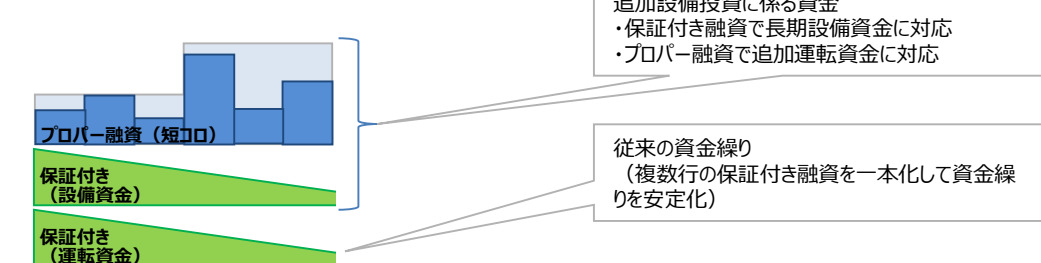 追加設備投資に係る資金
・保証付き融資で長期設備資金に対応
・プロパー融資で追加運転資金に対応
プロパー融資（短コロ）
保証付き
（設備資金）
従来の資金繰り
（複数行の保証付き融資を一本化して資金繰
りを安定化）
保証付き
（運転資金）